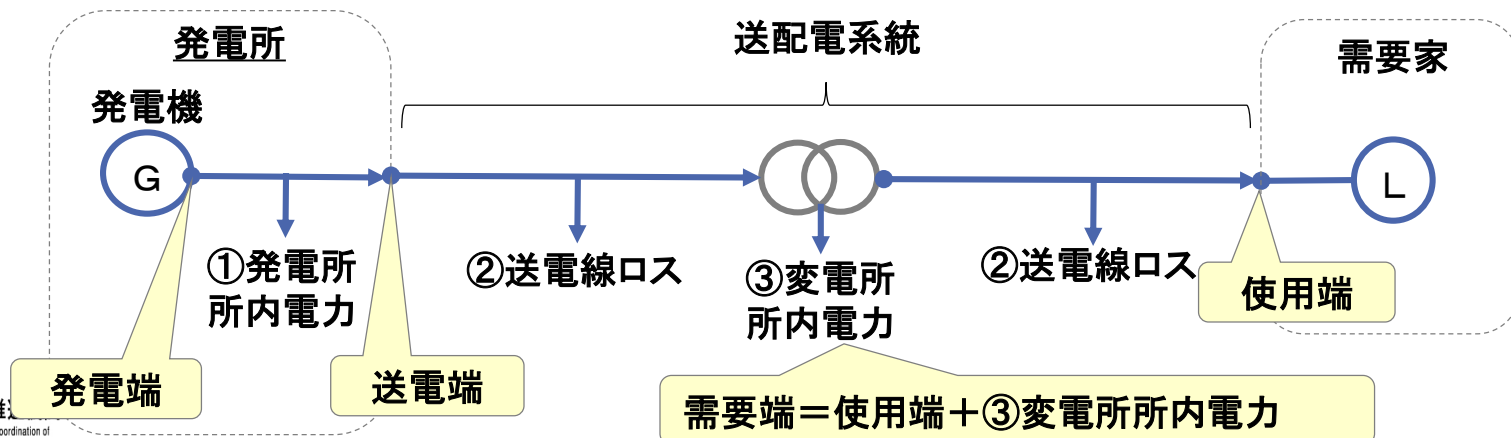 発電所
送配電系統
需要家
発電機
G
L
①発電所
所内電力
②送電線ロス
③変電所
所内電力
②送電線ロス
使用端
発電端
送電端
需要端＝使用端＋③変電所所内電力
oordination of